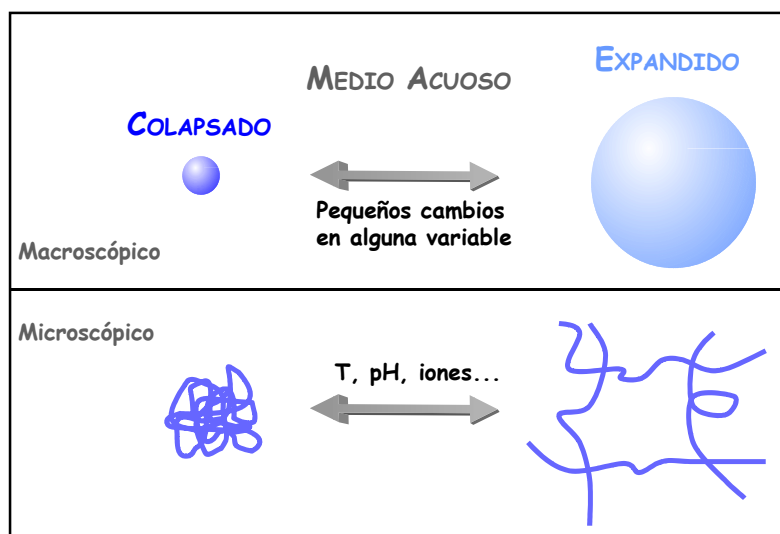 EXPANDIDO
MEDIO ACUOSO
COLAPSADO
Pequeños cambios
en alguna variable
Macroscópico
Microscópico
T, pH, iones...